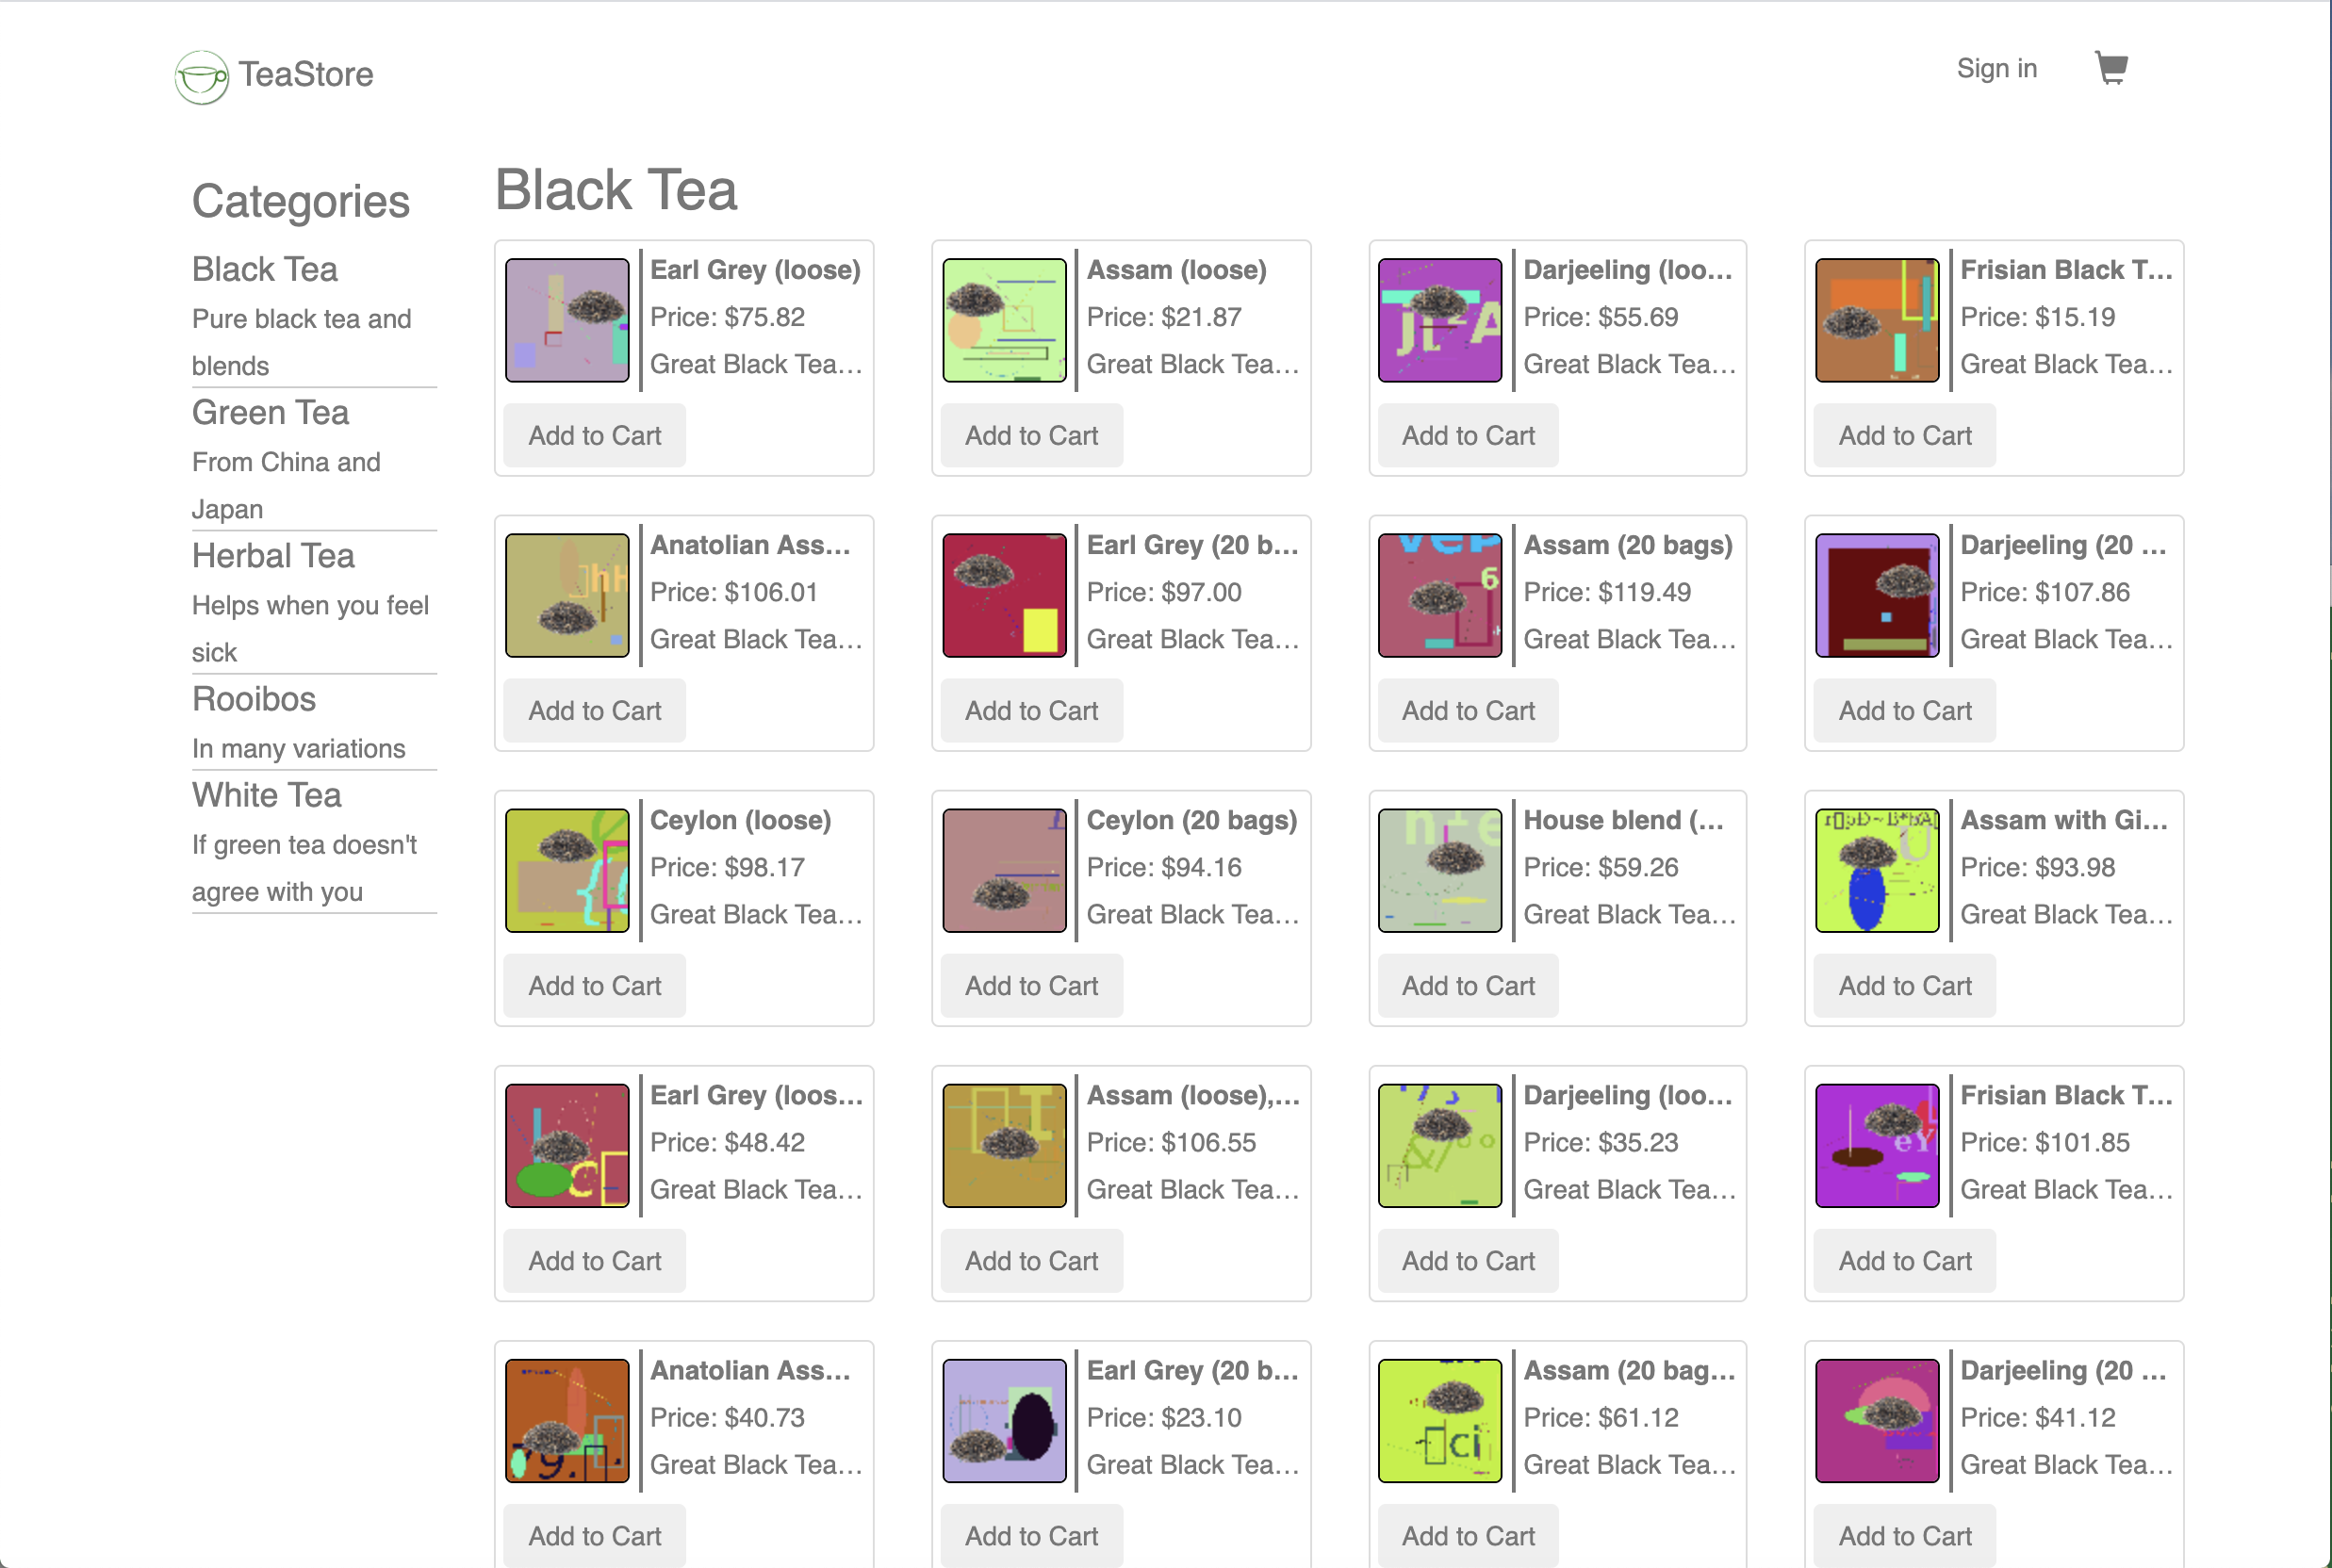 TeaStore
Sign in
Categories
Black Tea
Pure black tea and
blends
Green Tea
From China and
Japan
Herbal Tea
Helps when you feel
sick
Rooibos
In many variations
White Tea
If green tea doesn't
agree with you
Black Tea
Earl Grey (loose)
Price: $75.82
Great Black Tea…
Add to Cart
Assam (loose)
Price: $21.87
Great Black Tea…
Add to Cart
Darjeeling (loo…
Price: $55.69
Great Black Tea…
Add to Cart
Frisian Black T…
Price: $15.19
Great Black Tea…
Add to Cart
Anatolian Ass…
Price: $106.01
Great Black Tea…
Add to Cart
Earl Grey (20 b…
Price: $97.00
Great Black Tea…
Add to Cart
Assam (20 bags)
Price: $119.49
Great Black Tea…
Add to Cart
Darjeeling (20 …
Price: $107.86
Great Black Tea…
Add to Cart
Ceylon (loose)
Price: $98.17
Great Black Tea…
Add to Cart
Ceylon (20 bags)
Price: $94.16
Great Black Tea…
Add to Cart
House blend (…
Price: $59.26
Great Black Tea…
Add to Cart
Assam with Gi…
Price: $93.98
Great Black Tea…
Add to Cart
Earl Grey (loos…
Price: $48.42
Great Black Tea…
Add to Cart
Assam (loose),…
Price: $106.55
Great Black Tea…
Add to Cart
Darjeeling (loo…
Price: $35.23
Great Black Tea…
Add to Cart
Frisian Black T…
Price: $101.85
Great Black Tea…
Add to Cart
Anatolian Ass…
Price: $40.73
Great Black Tea…
Add to Cart
Earl Grey (20 b…
Price: $23.10
Great Black Tea…
Add to Cart
Assam (20 bag…
Price: $61.12
Great Black Tea…
Add to Cart
Darjeeling (20 …
Price: $41.12
Great Black Tea…
Add to Cart